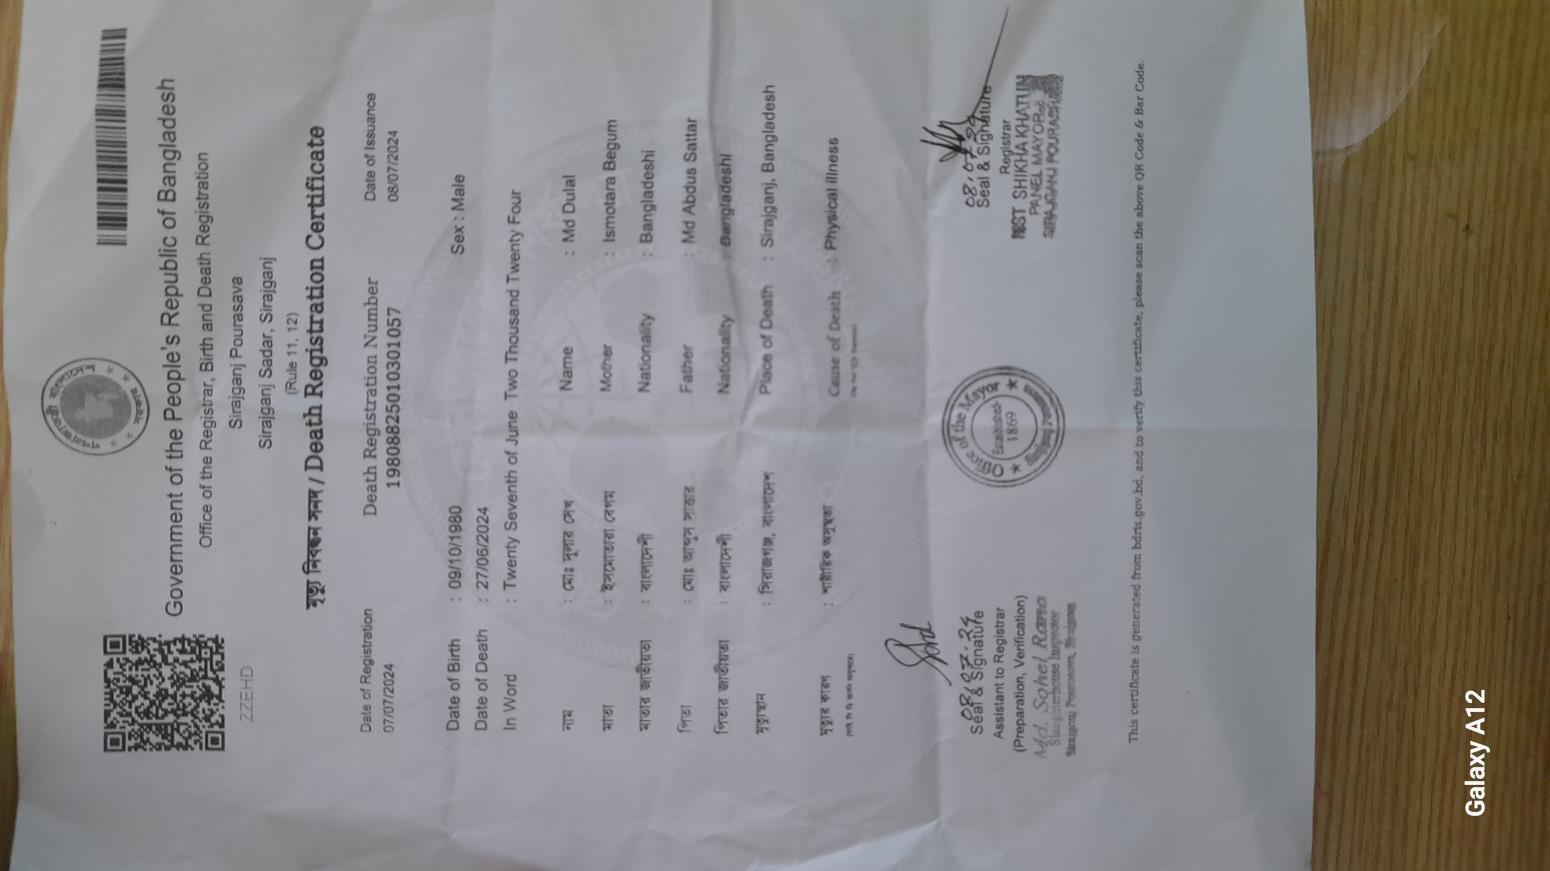 Government of the People's Republic of Bangladesh
Office of the Registrar, Birth and Death Registration
Sirajganj Pourasava
Sirajganj Sadar, Sirajganj
(Rule 11, 12)
ZZEHD
মৃত্যু নিবন্ধন সনদ / Death Registration Certificate
Date of Registration Death Registration Number Date of Issuance
07/07/2024 19808825010301057 08/07/2024
Date of Birth : 09/10/1980 Sex : Male
Date of Death : 27/06/2024
In Word : Twenty Seventh of June Two Thousand Twenty Four
নাম : মোঃ দুলার সেখ Name : Md Dulal
মাতা : ইসমোতারা বেগম Mother : Ismotara Begum
মাতার জাতীয়তা : বাংলাদেশী Nationality : Bangladeshi
পিতা : মোঃ আব্দুস সাত্তার Father : Md Abdus Sattar
পিতার জাতীয়তা : বাংলাদেশী Nationality : Bangladeshi
মৃত্যুস্থান : সিরাজগঞ্জ, বাংলাদেশ Place of Death : Sirajganj, Bangladesh
মৃত্যুর কারণ : শারীরিক অসুস্থতা Cause of Death : Physical illness
08.07.24 08.07.24
Seal & Signature Seal & Signature
Assistant to Registrar Registrar
(Preparation, Verification) MST SHIKHA KHATUN
Md. Sohel Rana PANEL MAYOR
Slaughterhouse Inspector SIRAJGANJ POURASHAVA
Office of the Mayor
Established-
1869
This certificate is generated from bdris.gov.bd, and to verify this certificate, please scan the above QR Code & Bar Code.
Galaxy A12